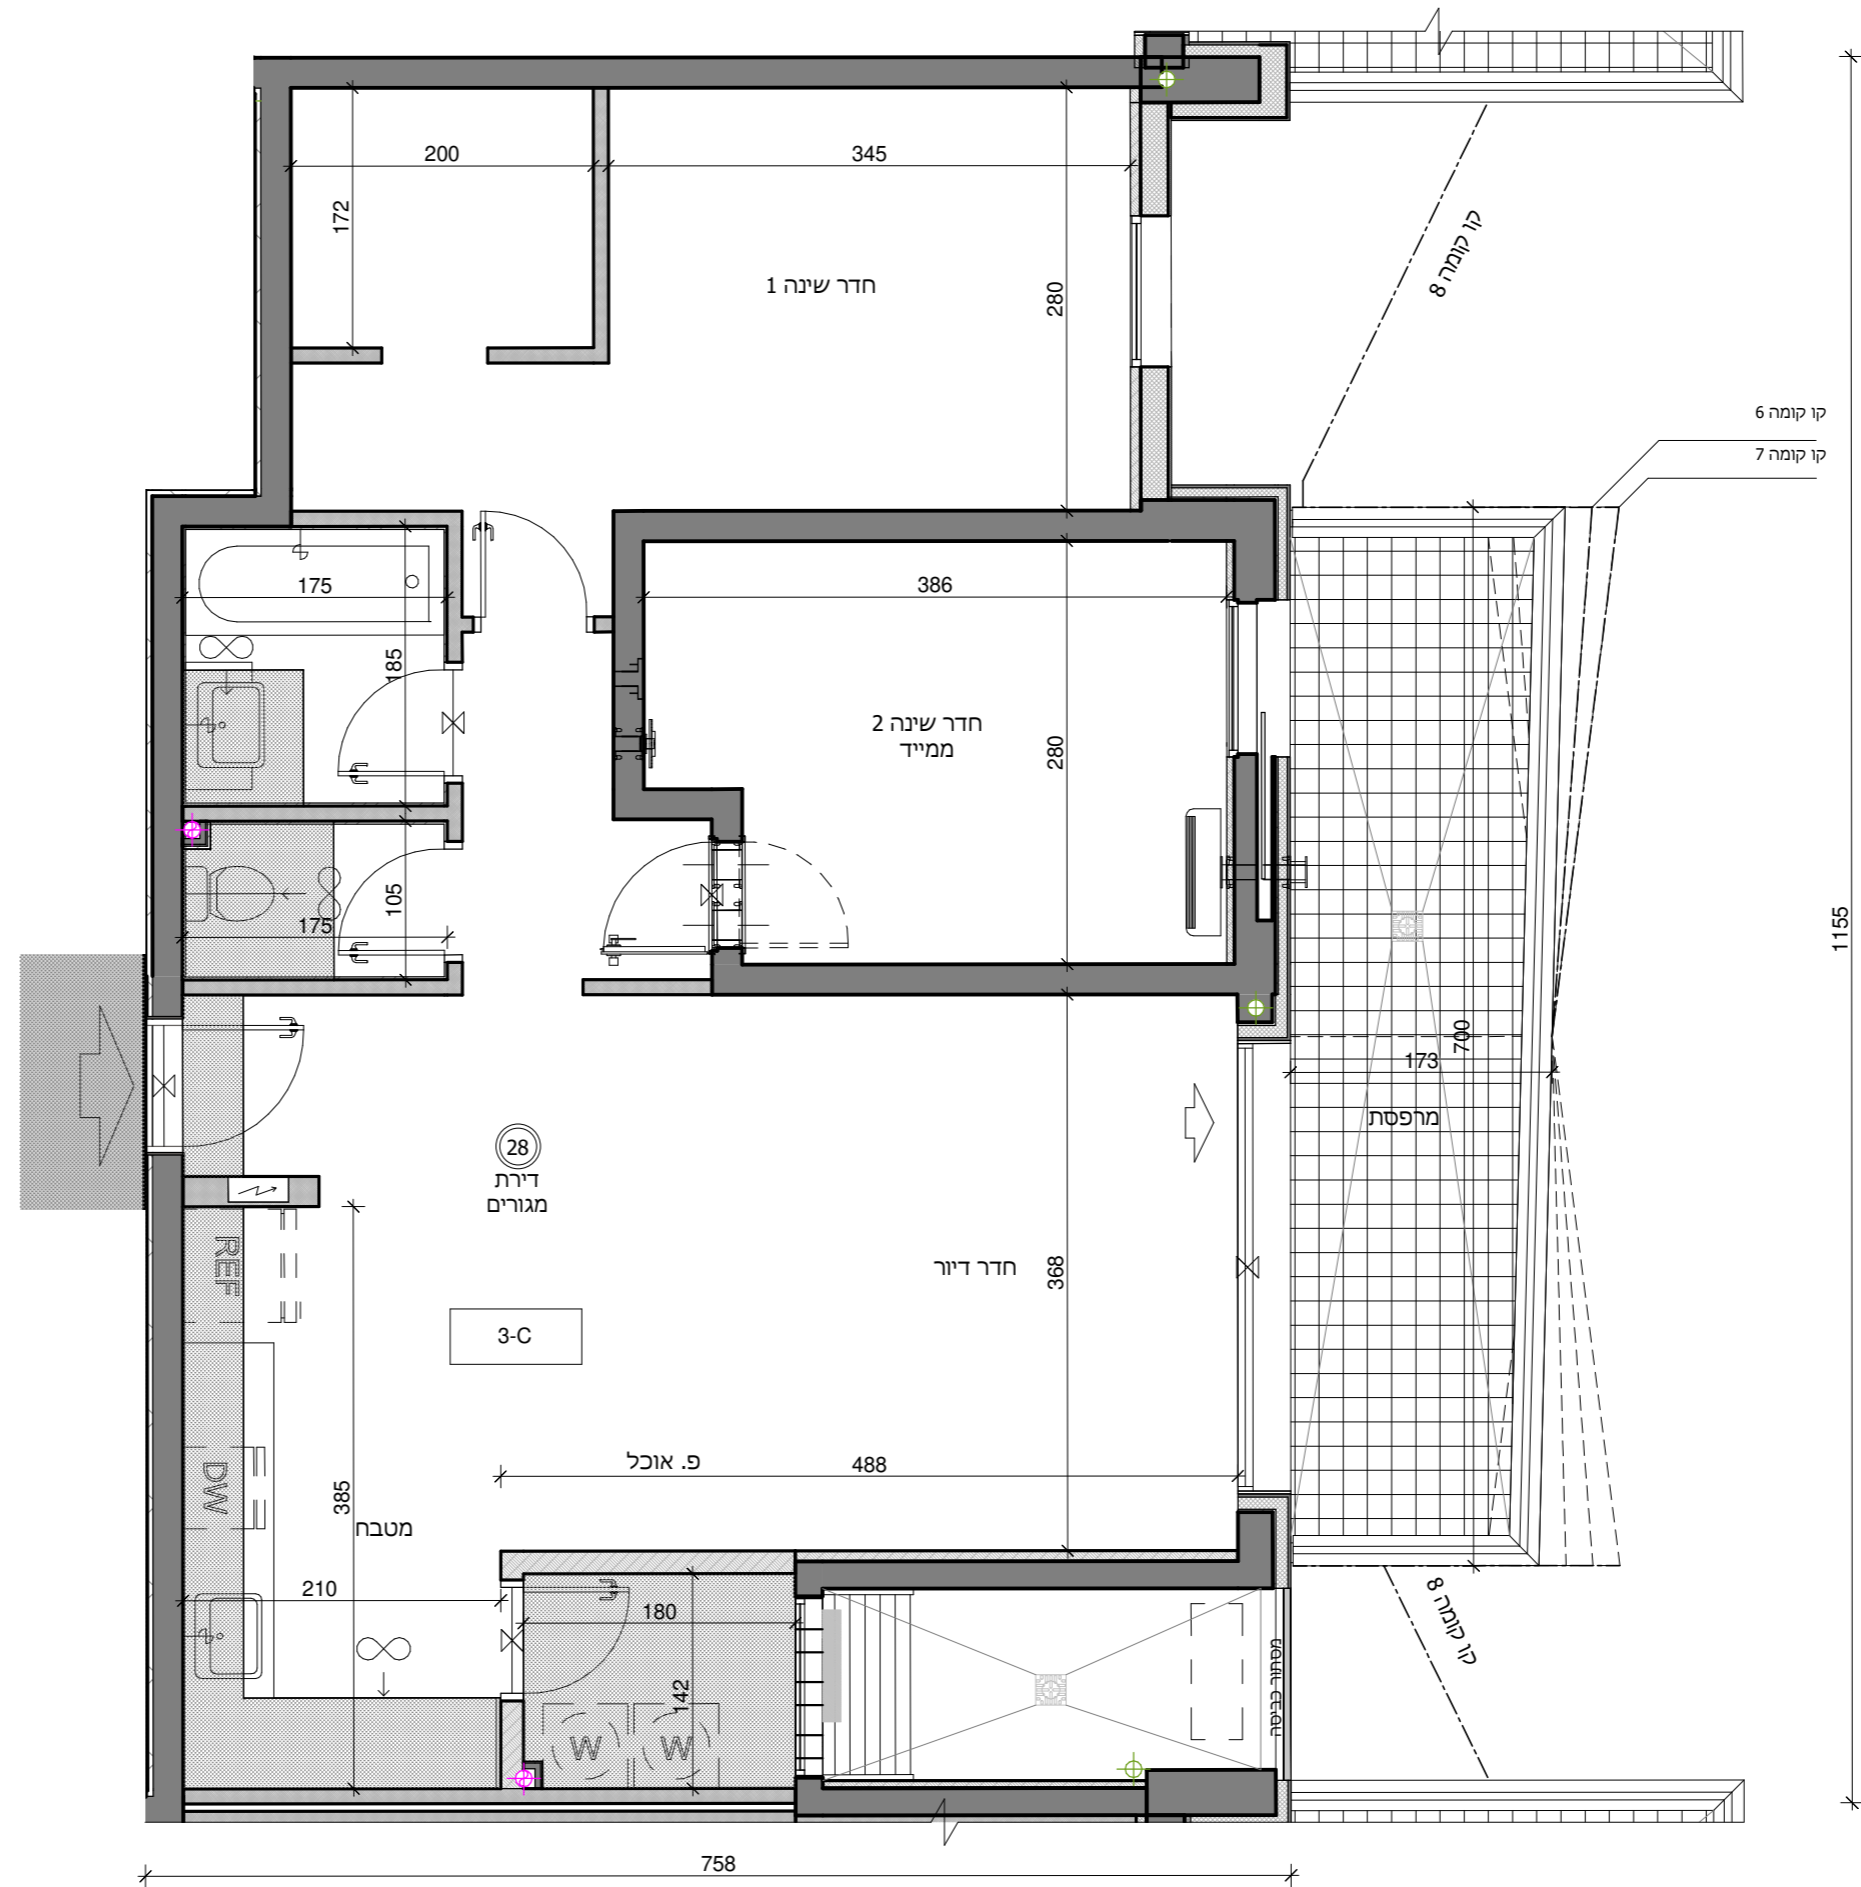 200
345
172
חדר שינה 1
280
קו קומה 8
קו קומה 6
קו קומה 7
175
386
185
חדר שינה 2
ממייד
280
105
175
1155
700
173
מרפסת
28
דירת
מגורים
REF
חדר דיור
368
3-C
פ. אוכל
488
DW
385
מטבח
210
180
קו קומה 8
142
מסתור כביסה
W
W
758